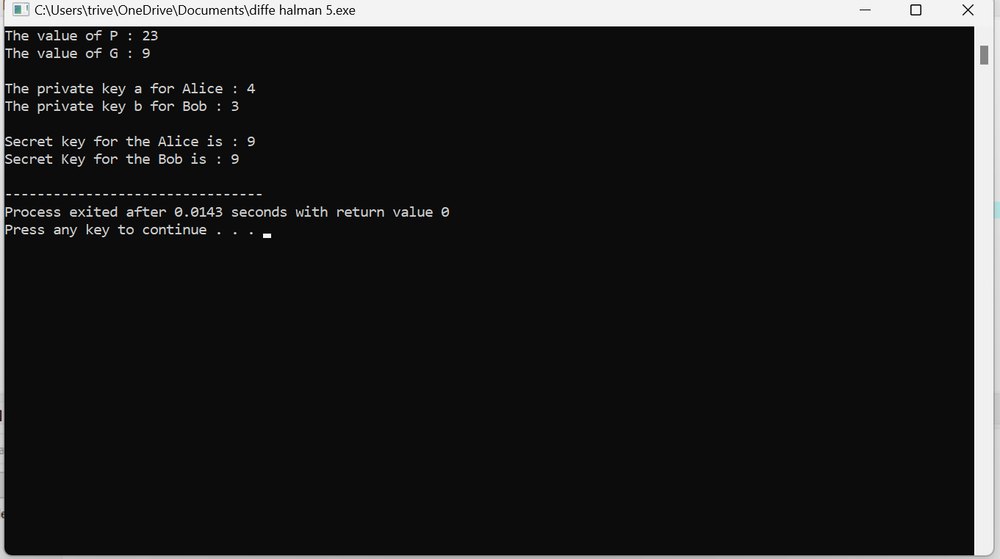 C:\Users\trive\OneDrive\Documents\diffe halman 5.exe
The value of P : 23
The value of G : 9
The private key a for Alice : 4
The private key b for Bob : 3
Secret key for the Alice is : 9
Secret Key for the Bob is : 9
--------------------------------
Process exited after 0.0143 seconds with return value 0
Press any key to continue . . .